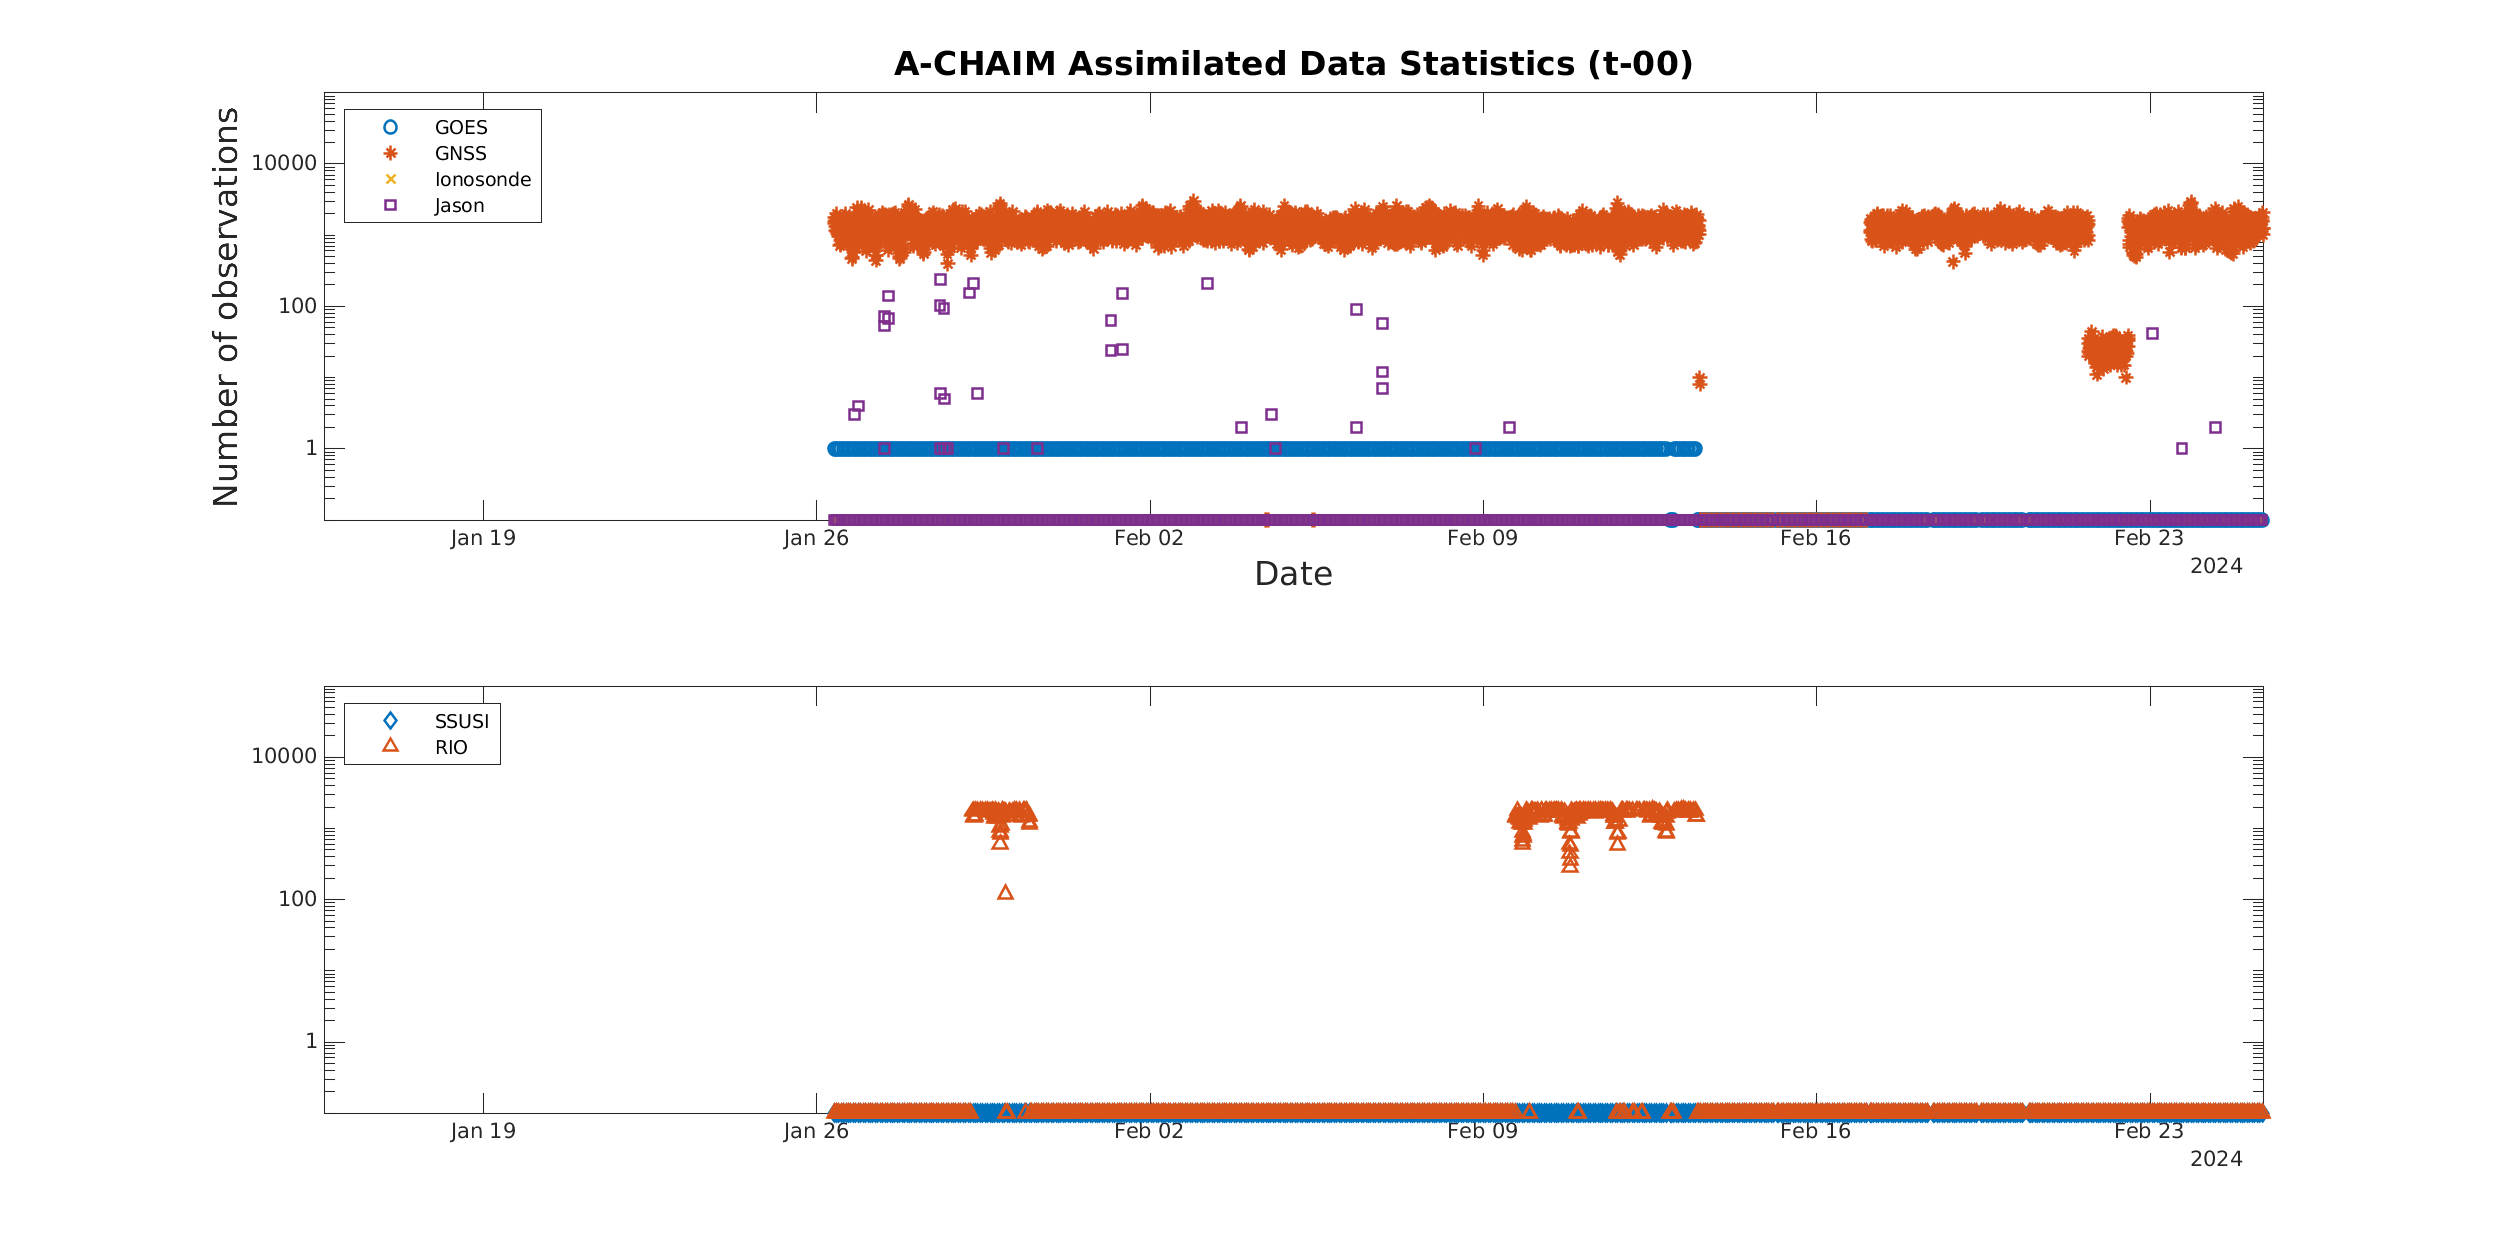 A-CHAIM Assimilated Data Statistics (t-00)
Number of observations
10000
100
1
GOES
GNSS
Ionosonde
Jason
Jan 19
Jan 26
Feb 02
Feb 09
Feb 16
Feb 23
2024
Date
10000
100
1
SSUSI
RIO
Jan 19
Jan 26
Feb 02
Feb 09
Feb 16
Feb 23
2024